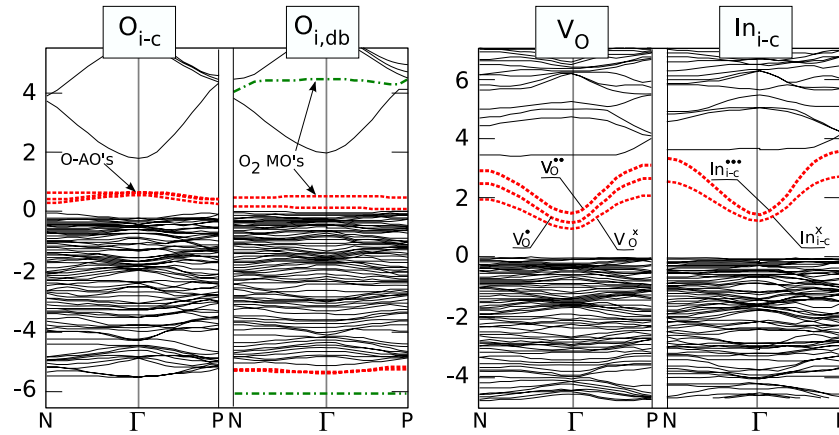 O_i-c
O_i,db
V_O
In_i-c
4
2
0
-2
-4
-6
O-AO's
O₂ MO's
N
Γ
P
N
Γ
P
6
4
2
0
-2
-4
V_O^••
V_O^•
V_O^x
In_i-c^•••
In_i-c^x
N
Γ
P
N
Γ